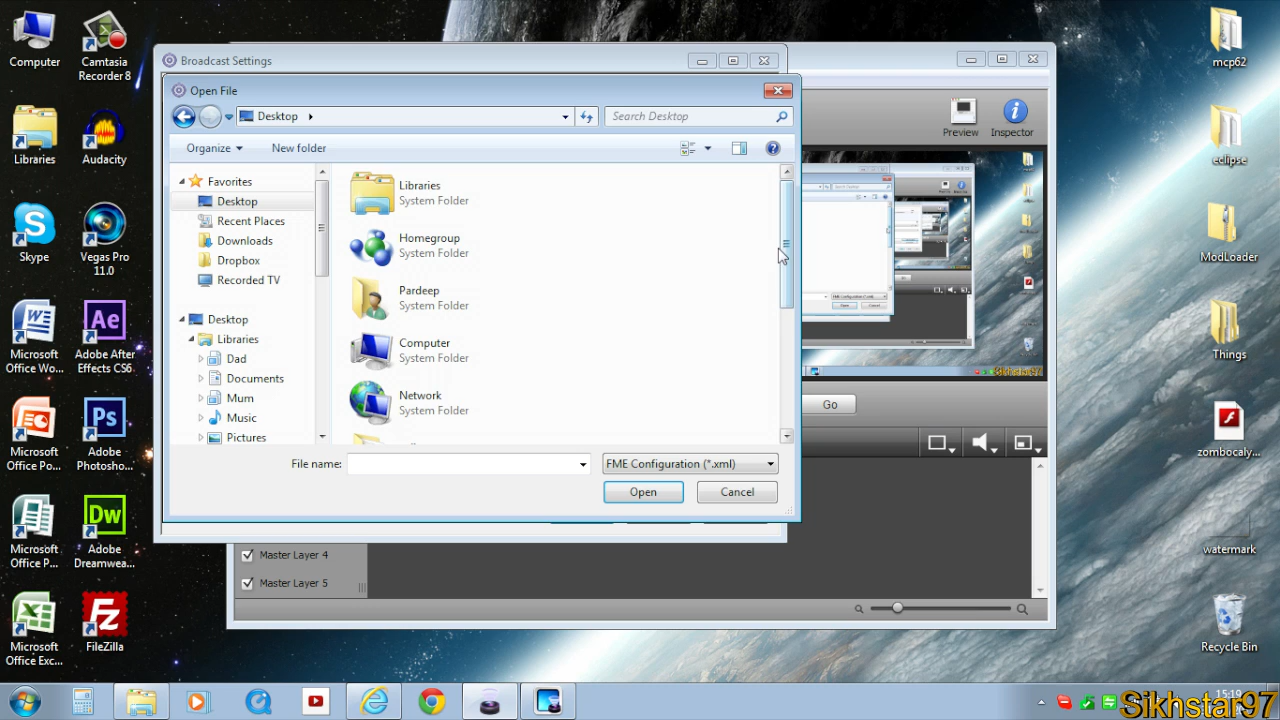 Computer
Camtasia
Recorder 8
Libraries
Audacity
Skype
Vegas Pro
11.0
Microsoft
Office Wo...
Adobe After
Effects CS6
Microsoft
Office Po...
Adobe
Photosho...
Microsoft
Office P...
Adobe
Dreamwea...
Microsoft
Office Exc...
FileZilla
Broadcast Settings
Open File
Desktop
Search Desktop
Organize
New folder
Favorites
Desktop
Recent Places
Downloads
Dropbox
Recorded TV
Desktop
Libraries
Dad
Documents
Mum
Music
Pictures
Libraries
System Folder
Homegroup
System Folder
Pardeep
System Folder
Computer
System Folder
Network
System Folder
File name:
FME Configuration (*.xml)
Open
Cancel
Preview
Inspector
Go
Master Layer 4
Master Layer 5
mcp62
eclipse
ModLoader
Things
zombocaly...
watermark
Recycle Bin
15:19
Sikhstar97